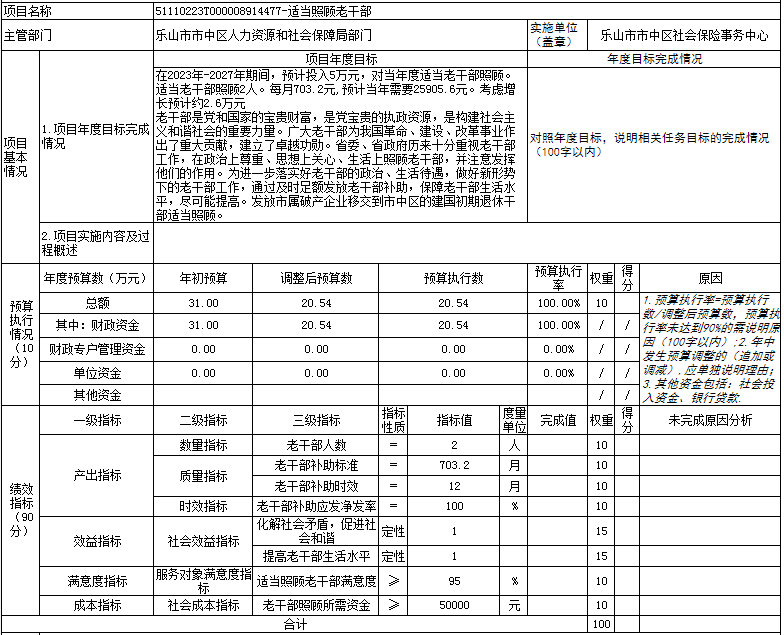 项目名称 51110223T000008914477-适当照顾老干部
主管部门 乐山市市中区人力资源和社会保障局部门 实施单位（盖章） 乐山市市中区社会保险事务中心
项目基本情况 1.项目年度目标完成情况 项目年度目标 年度目标完成情况
在2023年-2027年期间，预计投入5万元，对当年度适当老干部照顾。
适当老干部照顾2人。每月703.2元,预计当年需要25905.6元。考虑增
长预计约2.6万元
老干部是党和国家的宝贵财富，是党宝贵的执政资源，是构建社会主
义和谐社会的重要力量。广大老干部为我国革命、建设、改革事业作
出了重大贡献，建立了卓越功勋。省委、省政府历来十分重视老干部
工作，在政治上尊重、思想上关心、生活上照顾老干部，并注意发挥
他们的作用。为进一步落实好老干部的政治、生活待遇，做好新形势
下的老干部工作，通过及时足额发放老干部补助，保障老干部生活水
平，尽可能提高。发放市属破产企业移交到市中区的建国初期退休干
部适当照顾。
对照年度目标，说明相关任务目标的完成情况
（100字以内）
2.项目实施内容及过程概述
预算执行情况（10分） 年度预算数（万元） 年初预算 调整后预算数 预算执行数 预算执行率 权重 得分 原因
总额 31.00 20.54 20.54 100.00% 10
其中：财政资金 31.00 20.54 20.54 100.00% / /
财政专户管理资金 0.00 0.00 0.00 0.00% / /
单位资金 0.00 0.00 0.00 0.00% / /
其他资金 / /
1.预算执行率=预算执行
数/调整后预算数，预算执
行率未达到90%的需说明原
因（100字以内）;2.年中
发生预算调整的（追加或
调减），应单独说明理由；
3.其他资金包括：社会投
入资金、银行贷款.
绩效指标（90分） 一级指标 二级指标 三级指标 指标性质 指标值 度量单位 完成值 权重 得分 未完成原因分析
产出指标 数量指标 老干部人数 ＝ 2 人 10
质量指标 老干部补助标准 ＝ 703.2 月 10
老干部补助时效 ＝ 12 月 10
时效指标 老干部补助应发净发率 ＝ 100 % 10
效益指标 社会效益指标 化解社会矛盾，促进社会和谐 定性 1 15
提高老干部生活水平 定性 1 15
满意度指标 服务对象满意度指标 适当照顾老干部满意度 ≥ 95 % 10
成本指标 社会成本指标 老干部照顾所需资金 ≥ 50000 元 10
合计 100